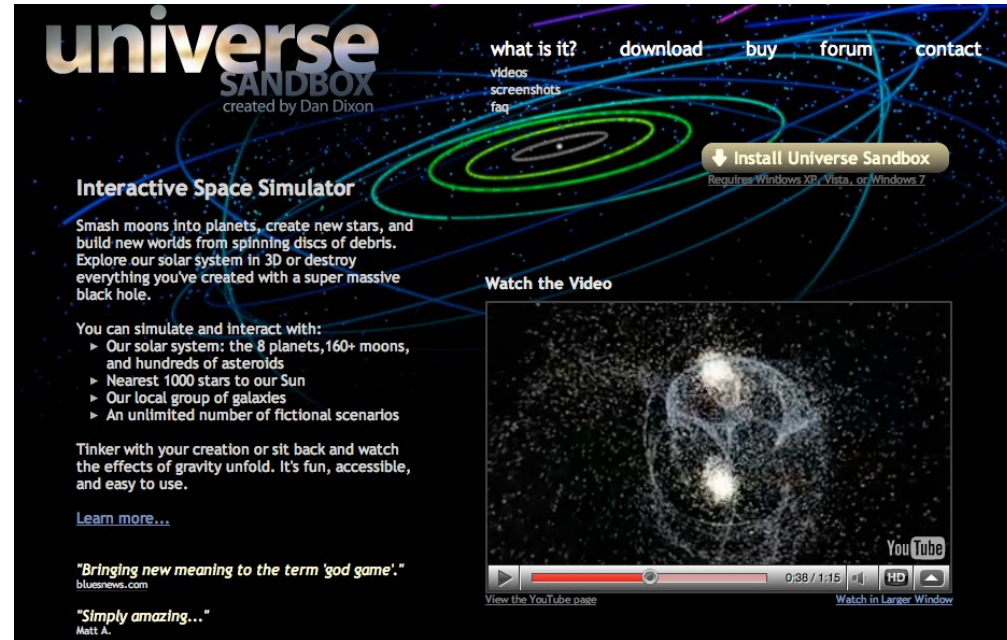 universe
SANDBOX
created by Dan Dixon
what is it? download buy forum contact
videos
screenshots
faq
Install Universe Sandbox
Requires Windows XP, Vista, or Windows 7
Interactive Space Simulator
Smash moons into planets, create new stars, and
build new worlds from spinning discs of debris.
Explore our solar system in 3D or destroy
everything you've created with a super massive
black hole.
You can simulate and interact with:
Our solar system: the 8 planets,160+ moons,
and hundreds of asteroids
Nearest 1000 stars to our Sun
Our local group of galaxies
An unlimited number of fictional scenarios
Tinker with your creation or sit back and watch
the effects of gravity unfold. It's fun, accessible,
and easy to use.
Learn more...
"Bringing new meaning to the term 'god game'."
bluesnews.com
"Simply amazing..."
Matt A.
Watch the Video
YouTube
0:38 / 1:15 HD
View the YouTube page
Watch in Larger Window